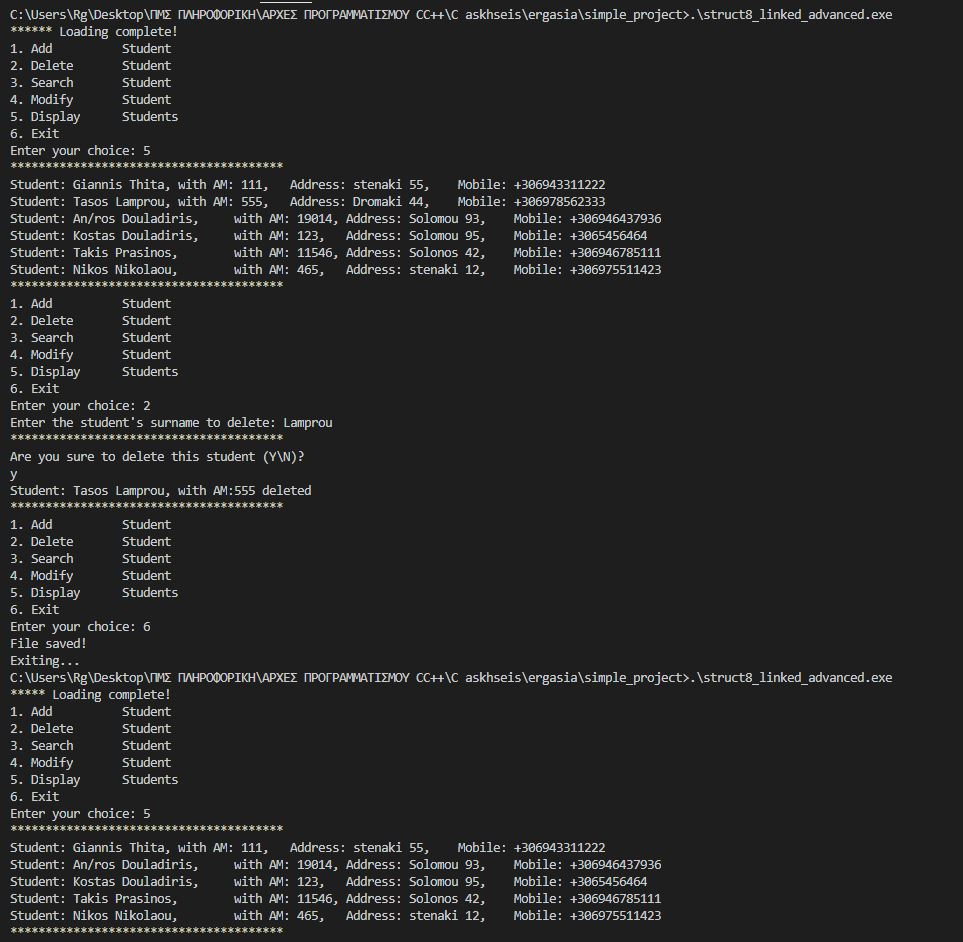 C:\Users\Rg\Desktop\ΠΜΣ ΠΛΗΡΟΦΟΡΙΚΗ\ΑΡΧΕΣ ΠΡΟΓΡΑΜΜΑΤΙΣΜΟΥ CC++\C askhseis\ergasia\simple_project>.\struct8_linked_advanced.exe
****** Loading complete!
1. Add          Student
2. Delete       Student
3. Search       Student
4. Modify       Student
5. Display      Students
6. Exit
Enter your choice: 5
***************************************
Student: Giannis Thita, with AM: 111,   Address: stenaki 55,    Mobile: +306943311222
Student: Tasos Lamprou, with AM: 555,   Address: Dromaki 44,    Mobile: +306978562333
Student: An/ros Douladiris,     with AM: 19014, Address: Solomou 93,    Mobile: +306946437936
Student: Kostas Douladiris,     with AM: 123,   Address: Solomou 95,    Mobile: +3065456464
Student: Takis Prasinos,        with AM: 11546, Address: Solonos 42,    Mobile: +306946785111
Student: Nikos Nikolaou,        with AM: 465,   Address: stenaki 12,    Mobile: +306975511423
***************************************
1. Add          Student
2. Delete       Student
3. Search       Student
4. Modify       Student
5. Display      Students
6. Exit
Enter your choice: 2
Enter the student's surname to delete: Lamprou
***************************************
Are you sure to delete this student (Y\N)?
y
Student: Tasos Lamprou, with AM:555 deleted
***************************************
1. Add          Student
2. Delete       Student
3. Search       Student
4. Modify       Student
5. Display      Students
6. Exit
Enter your choice: 6
File saved!
Exiting...
C:\Users\Rg\Desktop\ΠΜΣ ΠΛΗΡΟΦΟΡΙΚΗ\ΑΡΧΕΣ ΠΡΟΓΡΑΜΜΑΤΙΣΜΟΥ CC++\C askhseis\ergasia\simple_project>.\struct8_linked_advanced.exe
***** Loading complete!
1. Add          Student
2. Delete       Student
3. Search       Student
4. Modify       Student
5. Display      Students
6. Exit
Enter your choice: 5
***************************************
Student: Giannis Thita, with AM: 111,   Address: stenaki 55,    Mobile: +306943311222
Student: An/ros Douladiris,     with AM: 19014, Address: Solomou 93,    Mobile: +306946437936
Student: Kostas Douladiris,     with AM: 123,   Address: Solomou 95,    Mobile: +3065456464
Student: Takis Prasinos,        with AM: 11546, Address: Solonos 42,    Mobile: +306946785111
Student: Nikos Nikolaou,        with AM: 465,   Address: stenaki 12,    Mobile: +306975511423
***************************************